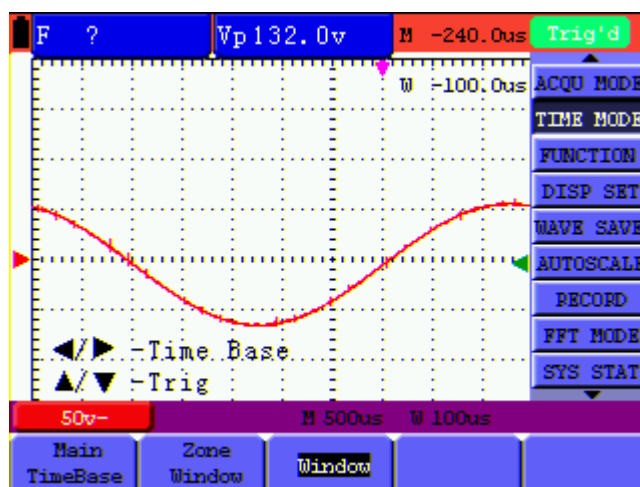 F ? Vp132.0v M -240.0us Trig'd
W -100.0us
ACQU MODE
TIME MODE
FUNCTION
DISP SET
WAVE SAVE
AUTOSCALE
RECORD
FFT MODE
SYS STAT
◀/▶ -Time Base
▲/▼ -Trig
50v- M 500us W 100us
Main TimeBase
Zone Window
Window